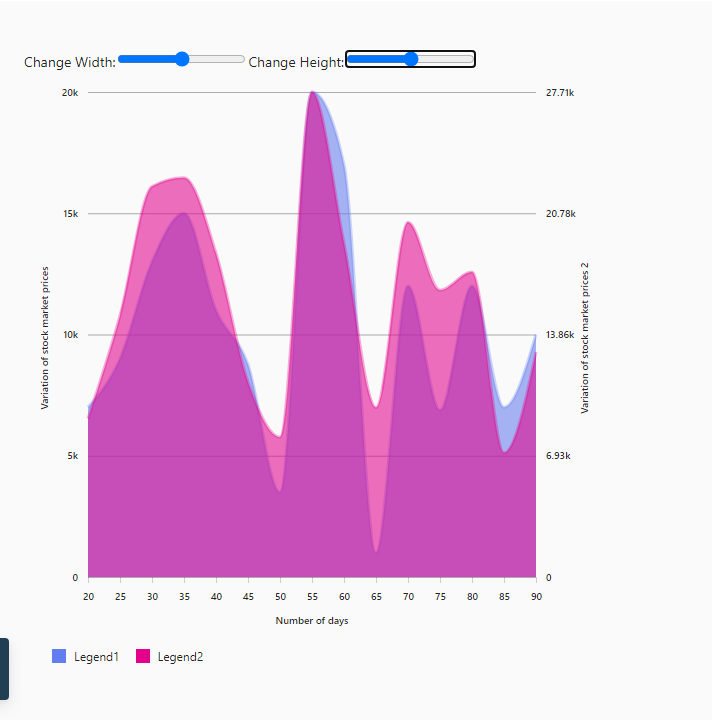 Change Width: Change Height:
20k 27.71k
15k 20.78k
10k 13.86k
5k 6.93k
0 0
Variation of stock market prices
Variation of stock market prices 2
20 25 30 35 40 45 50 55 60 65 70 75 80 85 90
Number of days
Legend1 Legend2